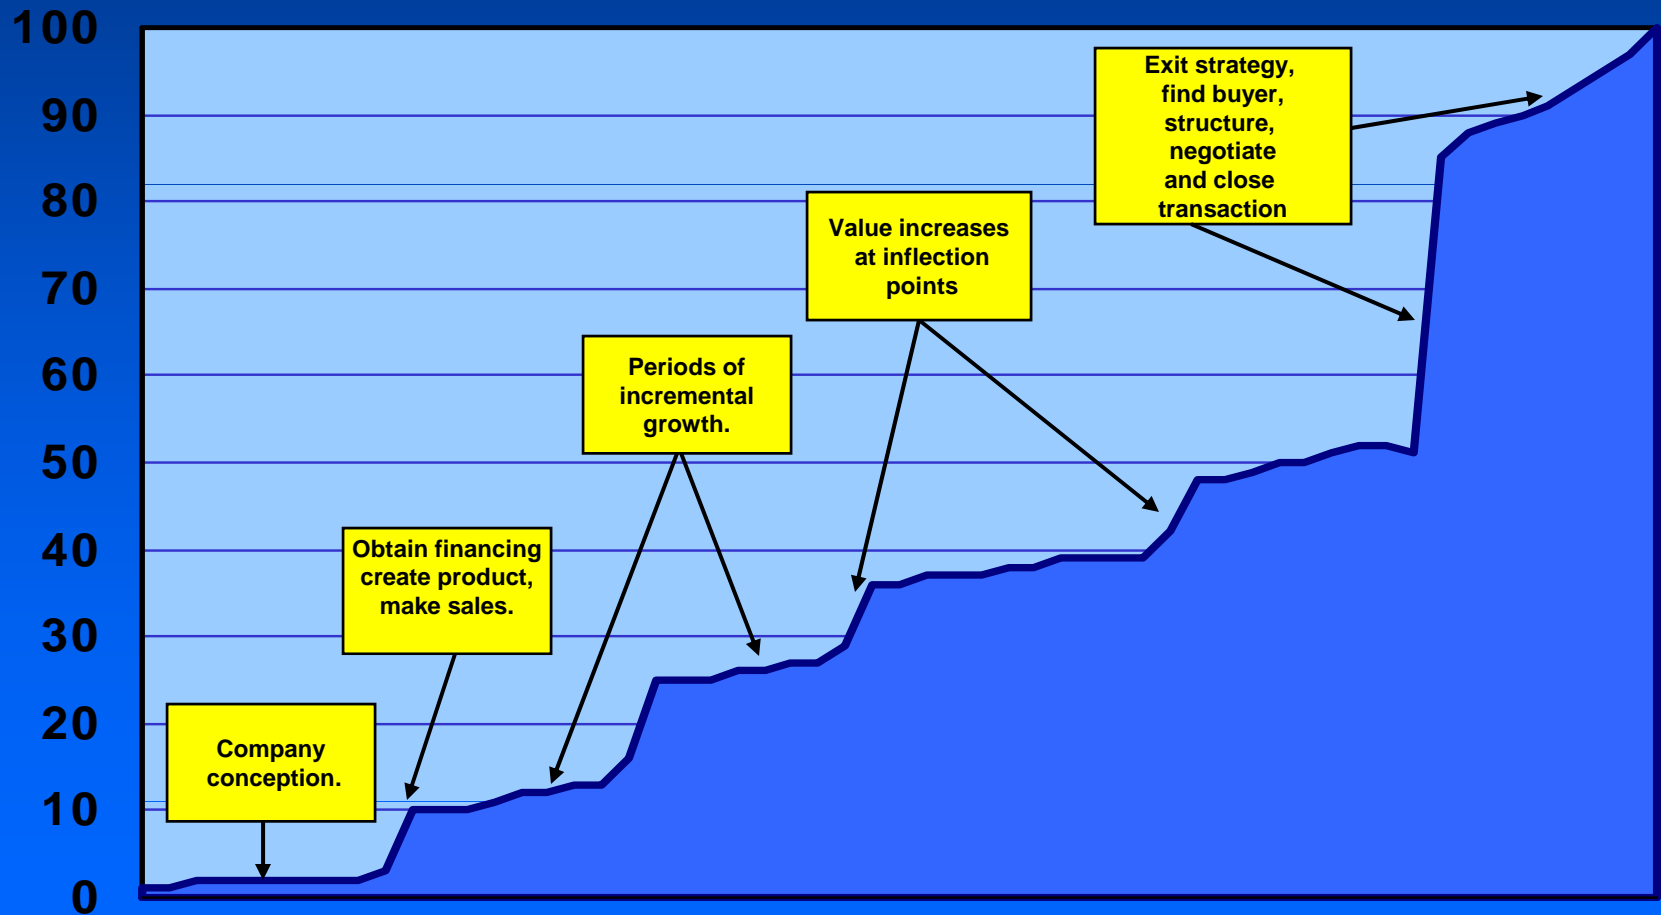 100
90
80
70
60
50
40
30
20
10
0
Company
conception.
Obtain financing
create product,
make sales.
Periods of
incremental
growth.
Value increases
at inflection
points
Exit strategy,
find buyer,
structure,
negotiate
and close
transaction